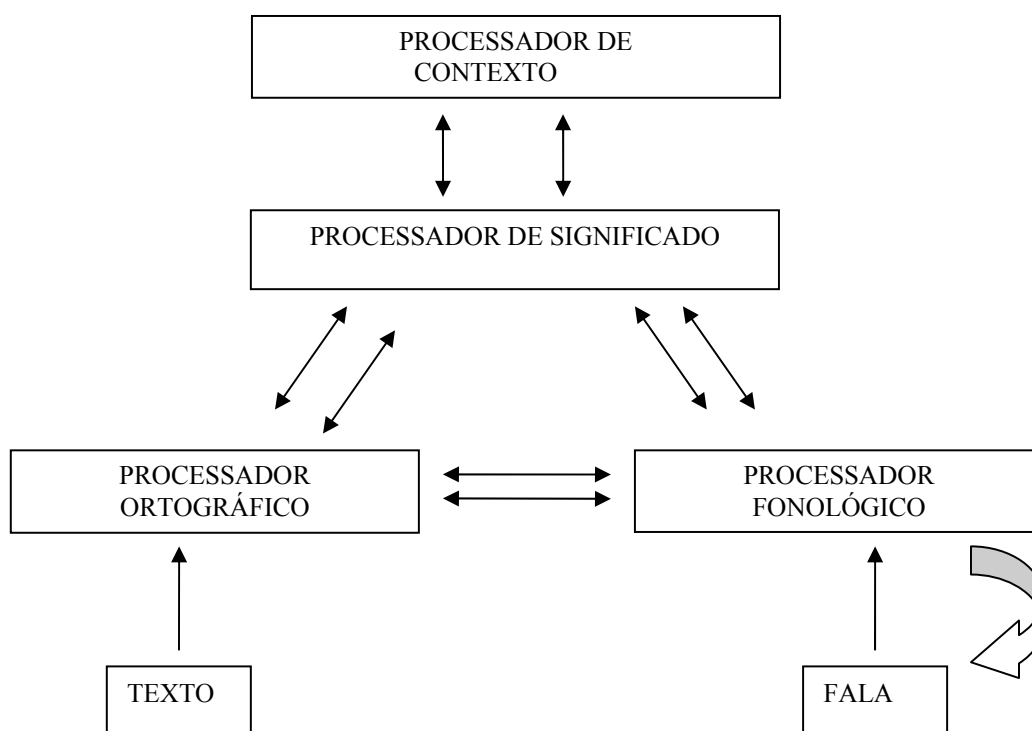 PROCESSADOR DE
CONTEXTO
PROCESSADOR DE SIGNIFICADO
PROCESSADOR
ORTOGRÁFICO
PROCESSADOR
FONOLÓGICO
TEXTO
FALA